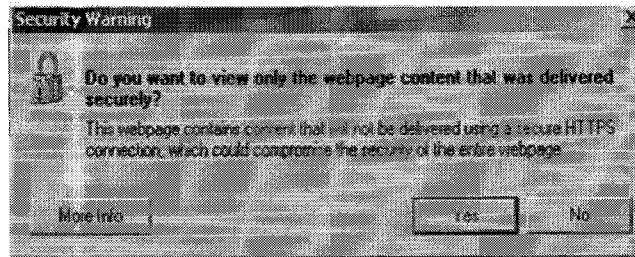 Security Warning
Do you want to view only the webpage content that was delivered
securely?
This webpage contains content that will not be delivered using a secure HTTPS
connection, which could compromise the security of the entire webpage
More Info
Yes
No